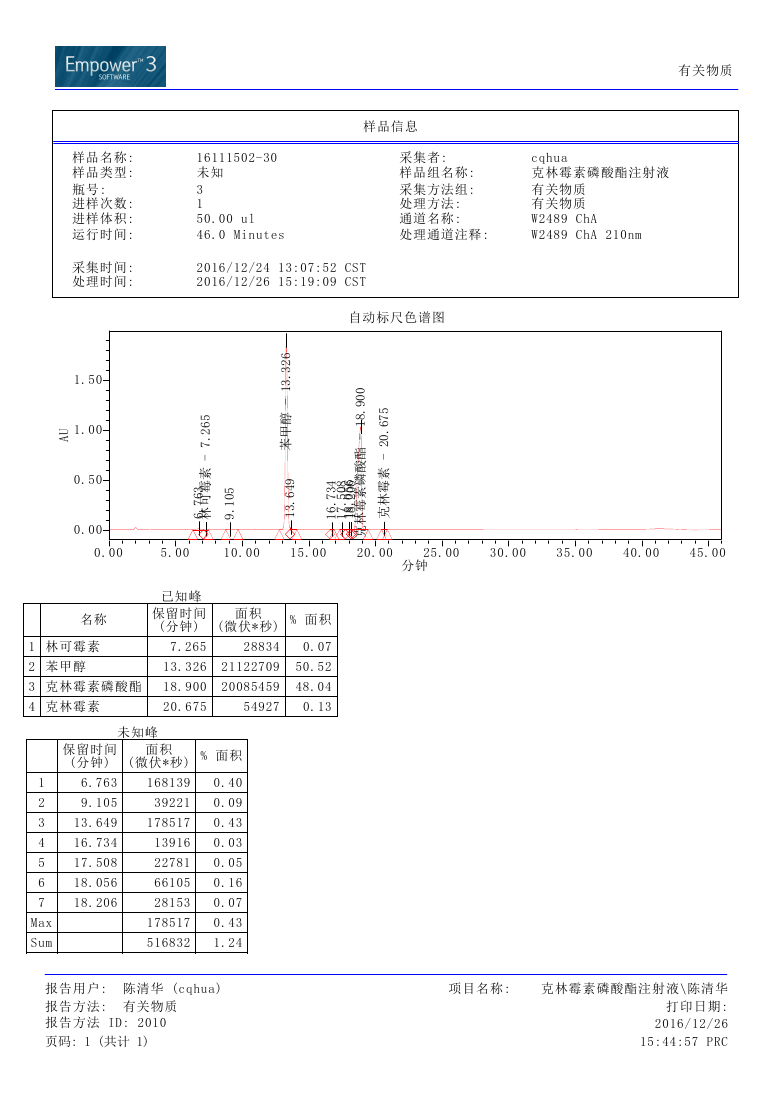 Empower™3
SOFTWARE
有关物质
样品信息
样品名称: 16111502-30 采集者: cqhua
样品类型: 未知 样品组名称: 克林霉素磷酸酯注射液
瓶号: 3 采集方法组: 有关物质
进样次数: 1 处理方法: 有关物质
进样体积: 50.00 ul 通道名称: W2489 ChA
运行时间: 46.0 Minutes 处理通道注释: W2489 ChA 210nm
采集时间: 2016/12/24 13:07:52 CST
处理时间: 2016/12/26 15:19:09 CST
自动标尺色谱图
AU
1.50
1.00
0.50
0.00
6.763
林可霉素 - 7.265
9.105
苯甲醇 - 13.326
13.649
16.734
17.508
克林霉素磷酸酯 - 18.900
克林霉素 - 20.675
0.00 5.00 10.00 15.00 20.00 25.00 30.00 35.00 40.00 45.00
分钟
已知峰
名称 保留时间 (分钟) 面积 (微伏*秒) % 面积
1 林可霉素 7.265 28834 0.07
2 苯甲醇 13.326 21122709 50.52
3 克林霉素磷酸酯 18.900 20085459 48.04
4 克林霉素 20.675 54927 0.13
未知峰
保留时间 (分钟) 面积 (微伏*秒) % 面积
1 6.763 168139 0.40
2 9.105 39221 0.09
3 13.649 178517 0.43
4 16.734 13916 0.03
5 17.508 22781 0.05
6 18.056 66105 0.16
7 18.206 28153 0.07
Max 178517 0.43
Sum 516832 1.24
报告用户: 陈清华 (cqhua) 项目名称: 克林霉素磷酸酯注射液\陈清华
报告方法: 有关物质 打印日期:
报告方法 ID: 2010 2016/12/26
页码: 1 (共计 1) 15:44:57 PRC